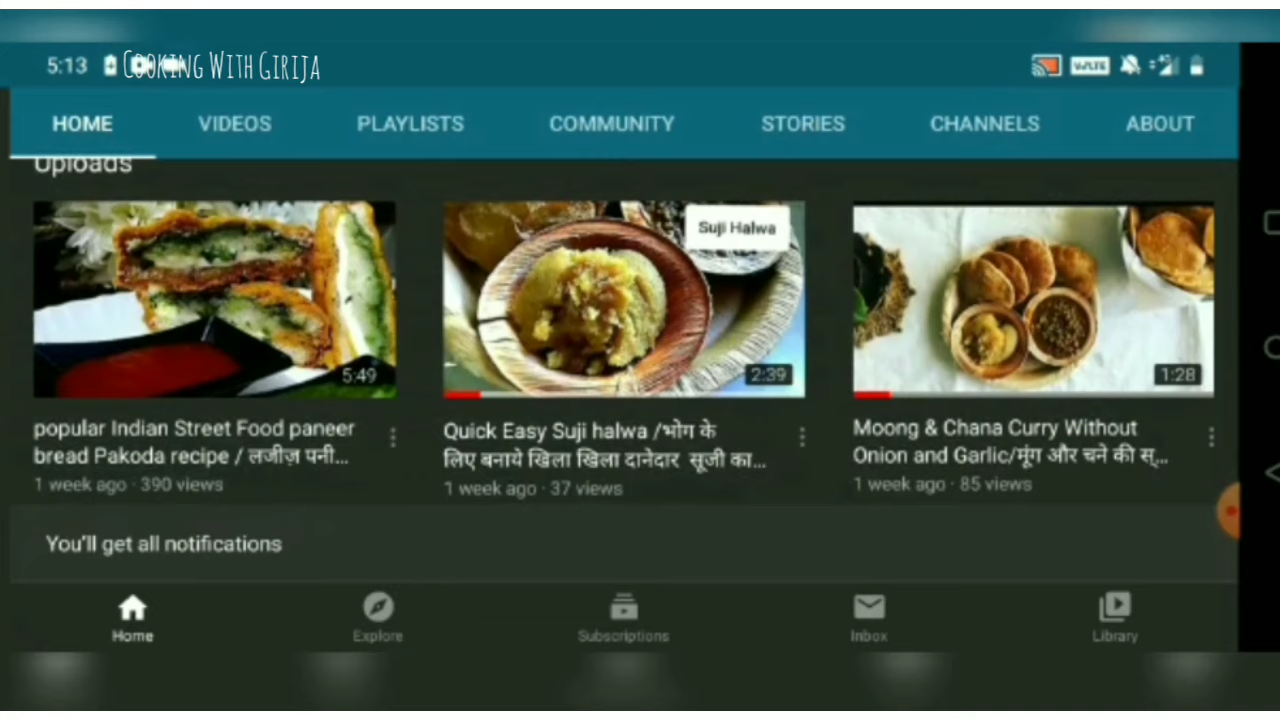 5:13
COOKING WITH GIRIJA
VoLTE
HOME VIDEOS PLAYLISTS COMMUNITY STORIES CHANNELS ABOUT
Uploads
Suji Halwa
5:49 2:39 1:28
popular Indian Street Food paneer
bread Pakoda recipe / लजीज़ पनी...
1 week ago · 390 views
Quick Easy Suji halwa /भोग के
लिए बनाये खिला खिला दानेदार सूजी का...
1 week ago · 37 views
Moong & Chana Curry Without
Onion and Garlic/मूंग और चने की स्...
1 week ago · 85 views
You'll get all notifications
Home Explore Subscriptions Inbox Library